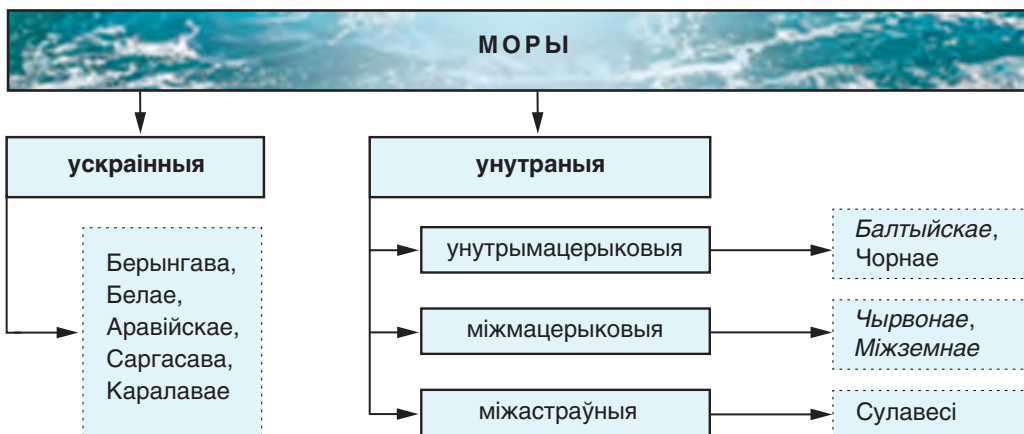 МОРЫ
ускраінныя
Берынгава,
Белае,
Аравійскае,
Саргасава,
Каралавае
унутраныя
унутрымацерыковыя
Балтыйскае,
Чорнае
міжмацерыковыя
Чырвонае,
Міжземнае
міжастраўныя
Сулавесі